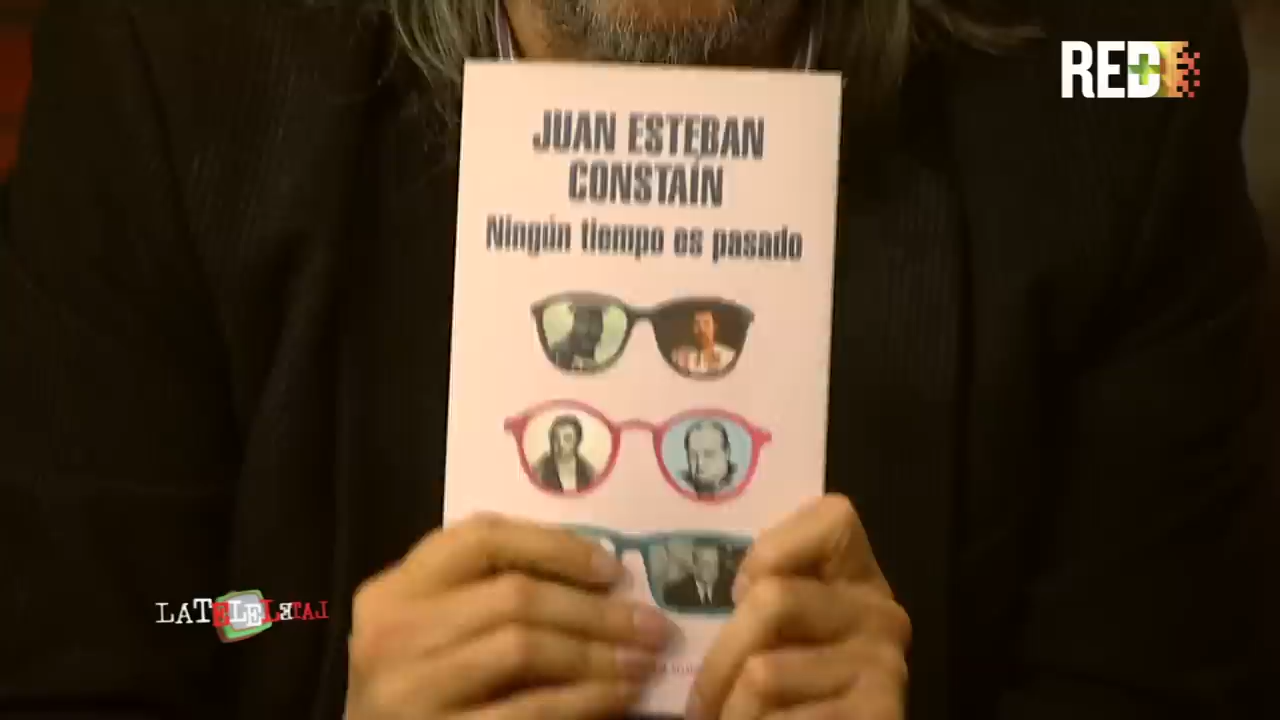 RED+
JUAN ESTEBAN
CONSTAÍN
Ningún tiempo es pasado
LATELELETAL